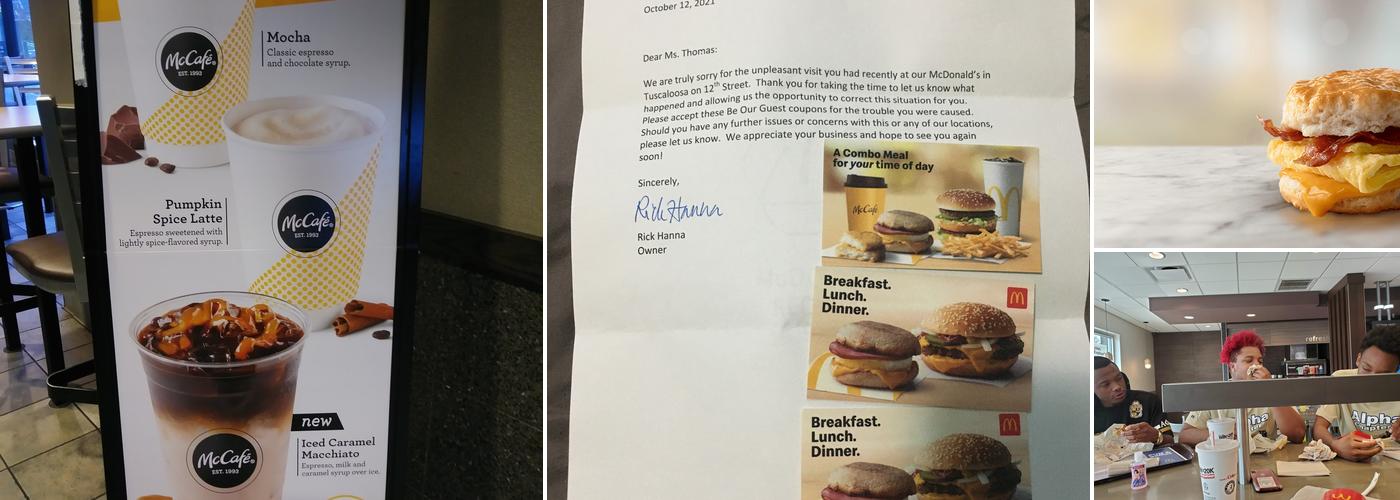 McCafé®
EST. 1993
Mocha
Classic espresso
and chocolate syrup.
Pumpkin
Spice Latte
Espresso sweetened with
lightly spice-flavored syrup.
McCafé®
EST. 1993
new
Iced Caramel
Macchiato
Espresso, milk and
caramel syrup over ice.
McCafé®
EST. 1993
October 12, 2021
Dear Ms. Thomas:
We are truly sorry for the unpleasant visit you had recently at our McDonald's in
Tuscaloosa on 12th Street. Thank you for taking the time to let us know what
happened and allowing us the opportunity to correct this situation for you.
Please accept these Be Our Guest coupons for the trouble you were caused.
Should you have any further issues or concerns with this or any of our locations,
please let us know. We appreciate your business and hope to see you again
soon!
Sincerely,
Rick Hanna
Rick Hanna
Owner
A Combo Meal
for your time of day
McCafé
Breakfast.
Lunch.
Dinner.
Breakfast.
Lunch.
Dinner.
refres
Alpha